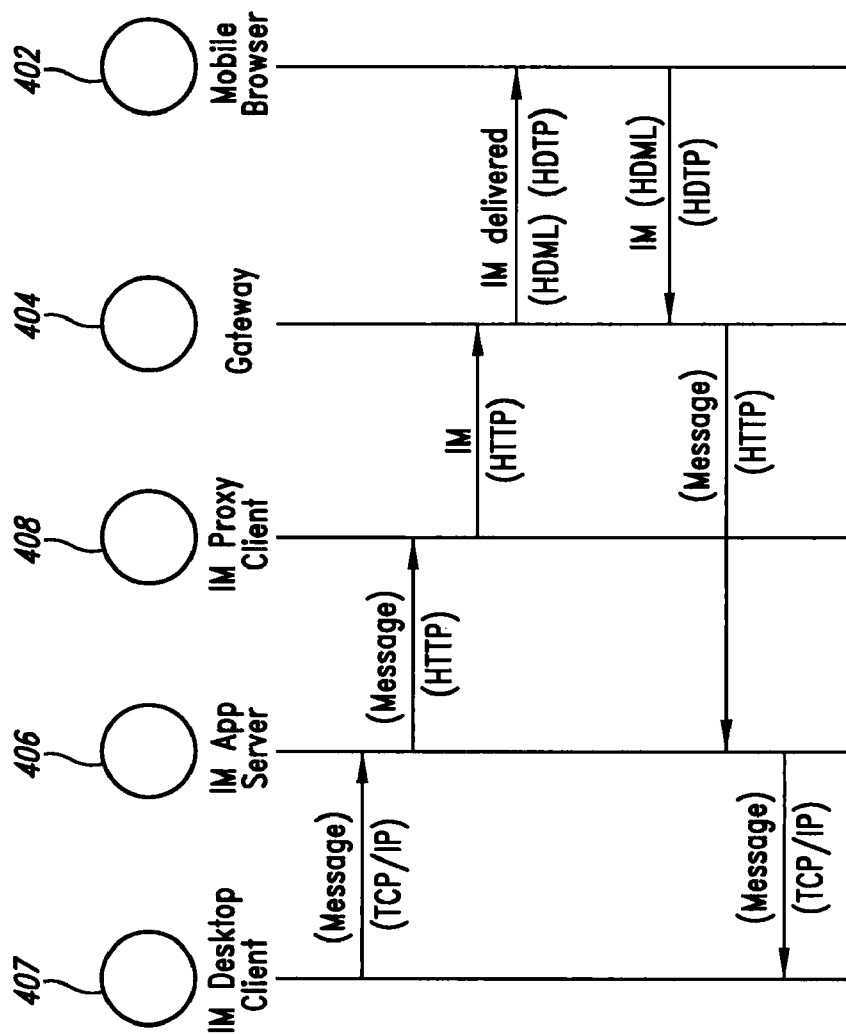 407
406
408
404
402
IM Desktop
Client
IM App
Server
IM Proxy
Client
Gateway
Mobile
Browser
(Message)
(TCP/IP)
(Message)
(HTTP)
IM
(HTTP)
IM delivered
(HDML) (HDTP)
IM (HDML)
(HDTP)
(Message)
(HTTP)
(Message)
(TCP/IP)